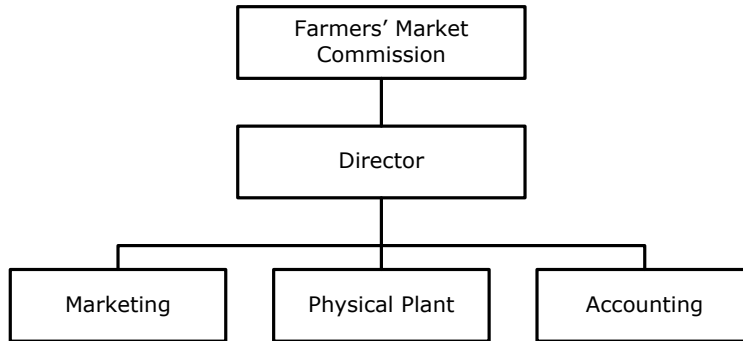 Farmers’ Market
Commission
Director
Marketing
Physical Plant
Accounting